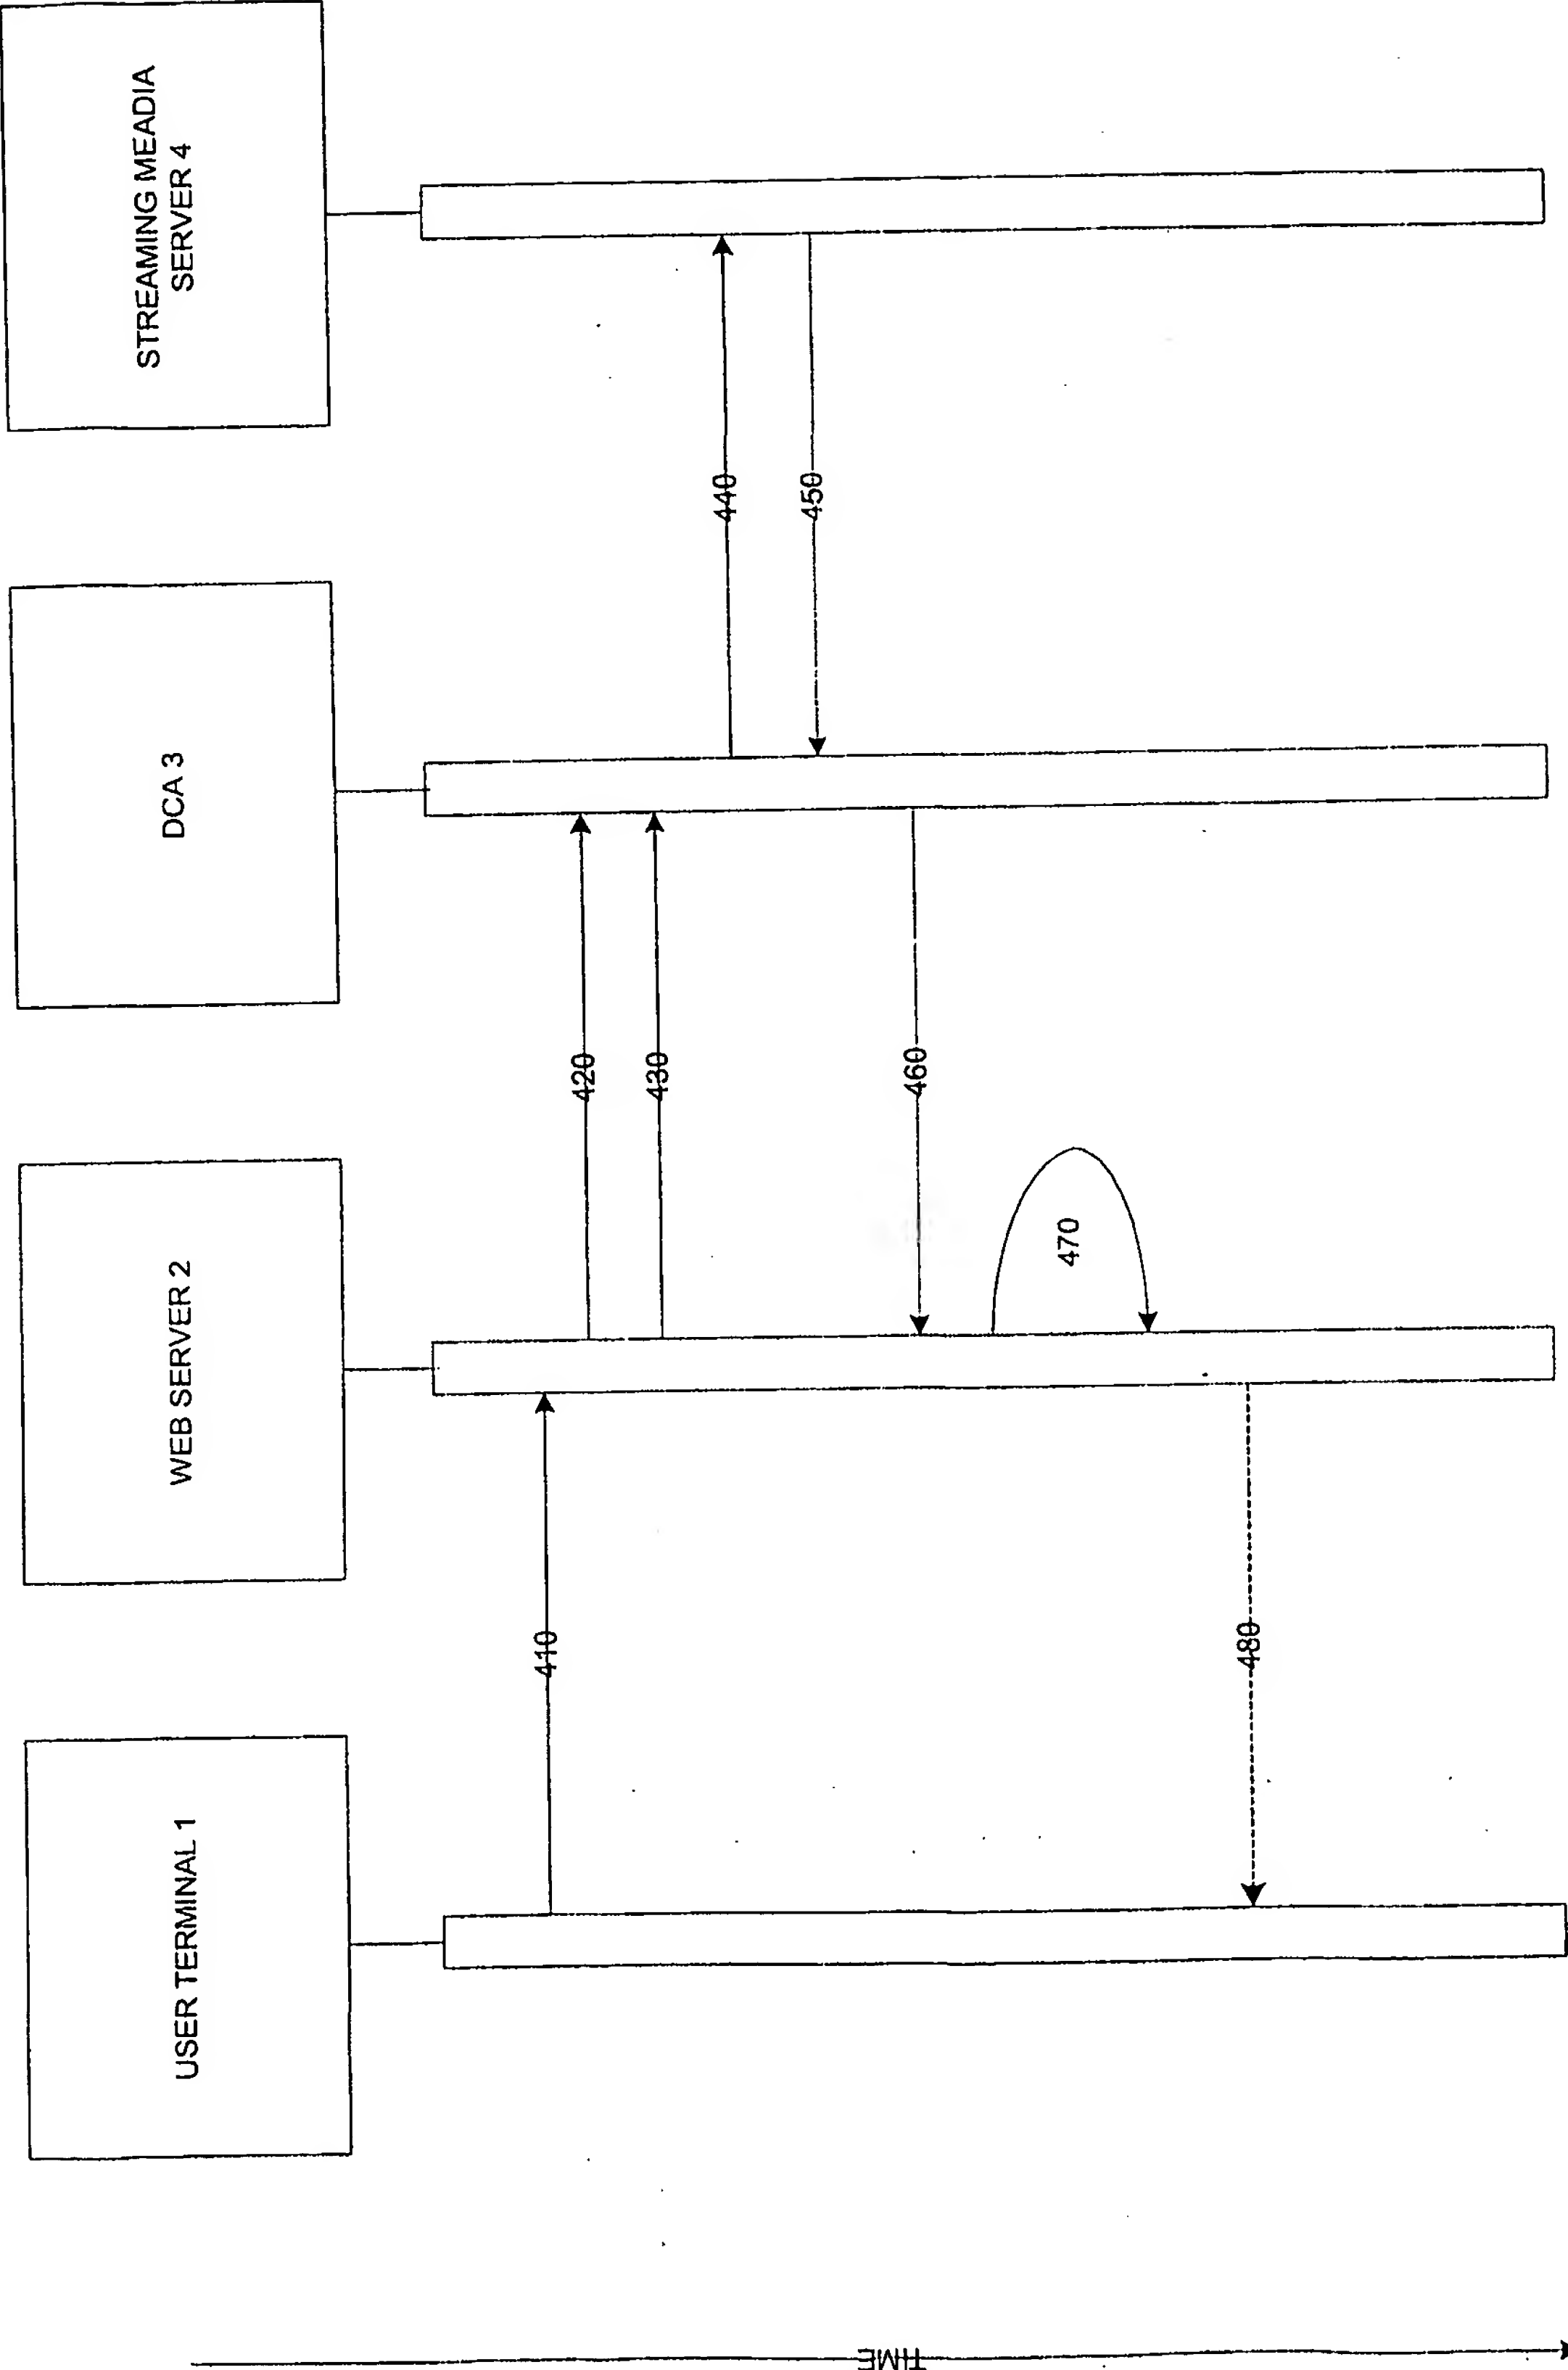 USER TERMINAL 1
WEB SERVER 2
DCA 3
STREAMING MEADIA
SERVER 4
410
420
430
440
450
460
470
480
TIME